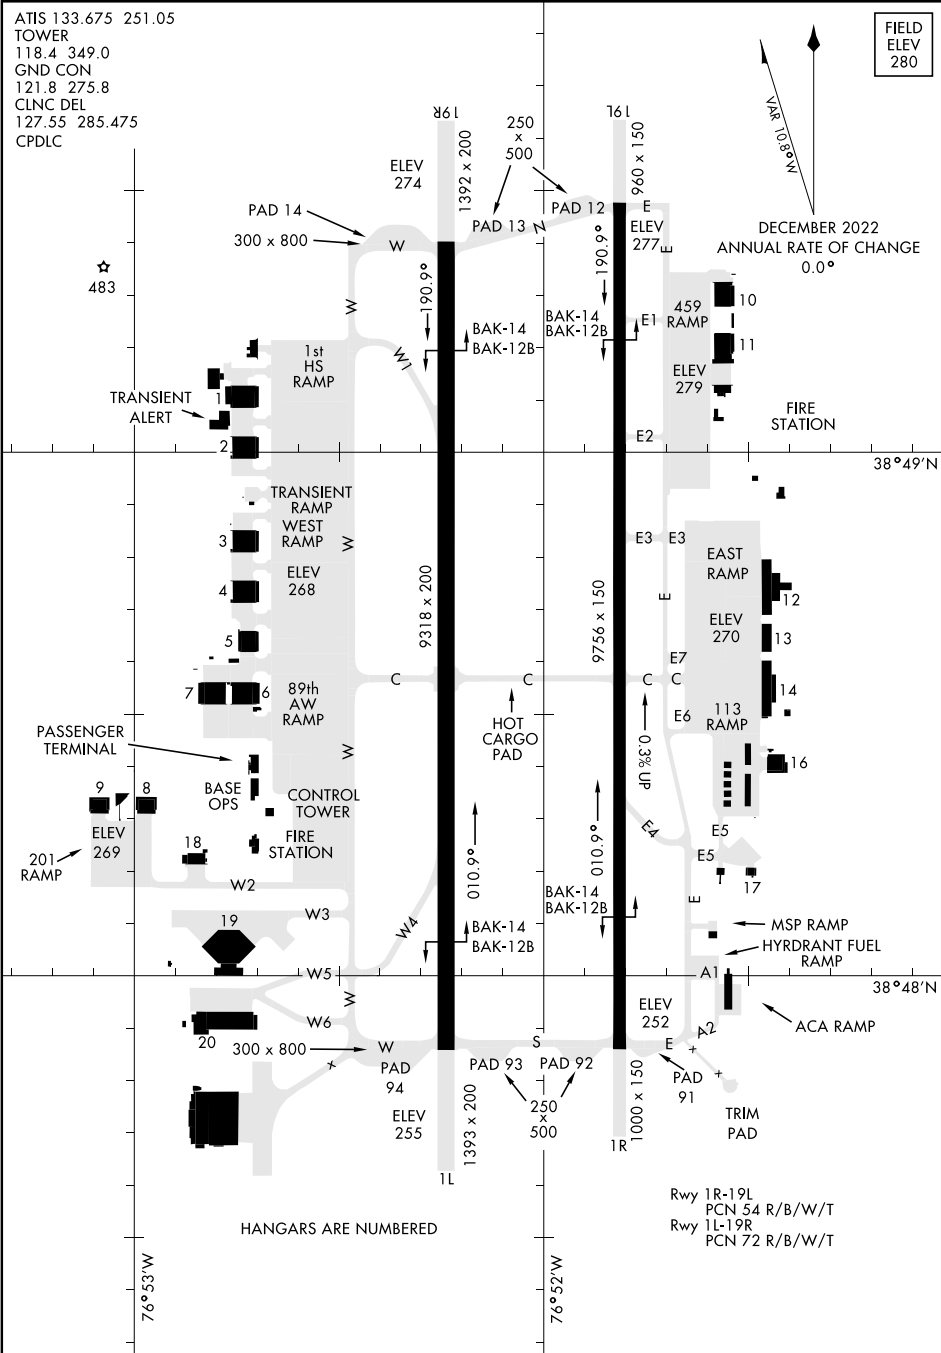 ATIS 133.675 251.05
TOWER
118.4 349.0
GND CON
121.8 275.8
CLNC DEL
127.55 285.475
CPDLC
FIELD
ELEV
280
VAR 10.8°W
DECEMBER 2022
ANNUAL RATE OF CHANGE
0.0°
19R
19L
250
x
500
ELEV
274
1392 x 200
960 x 150
PAD 14
300 x 800
W
PAD 13
N
PAD 12
E
ELEV
277
E
483
W
190.9°
190.9°
BAK-14
BAK-12B
BAK-14
BAK-12B
E1
459
RAMP
10
11
ELEV
279
1st
HS
RAMP
W1
TRANSIENT
ALERT
1
2
FIRE
STATION
E2
38°49'N
TRANSIENT
RAMP
WEST
RAMP
3
W
ELEV
268
4
5
E3
E3
EAST
RAMP
E
12
ELEV
270
13
9318 x 200
9756 x 150
E7
C
C
C
C
7
6
89th
AW
RAMP
14
113
RAMP
E6
HOT
CARGO
PAD
0.3% UP
W
PASSENGER
TERMINAL
16
9
8
BASE
OPS
CONTROL
TOWER
ELEV
269
201
RAMP
18
FIRE
STATION
E4
E5
E5
17
010.9°
010.9°
W2
W3
W4
19
BAK-14
BAK-12B
BAK-14
BAK-12B
E
MSP RAMP
HYRDRANT FUEL
RAMP
W5
A1
38°48'N
W
W6
20
ELEV
252
A2
ACA RAMP
300 x 800
W
S
E
PAD
94
PAD 93
PAD 92
PAD
91
250
x
500
ELEV
255
1393 x 200
1000 x 150
TRIM
PAD
1L
1R
Rwy 1R-19L
PCN 54 R/B/W/T
Rwy 1L-19R
PCN 72 R/B/W/T
HANGARS ARE NUMBERED
76°53'W
76°52'W